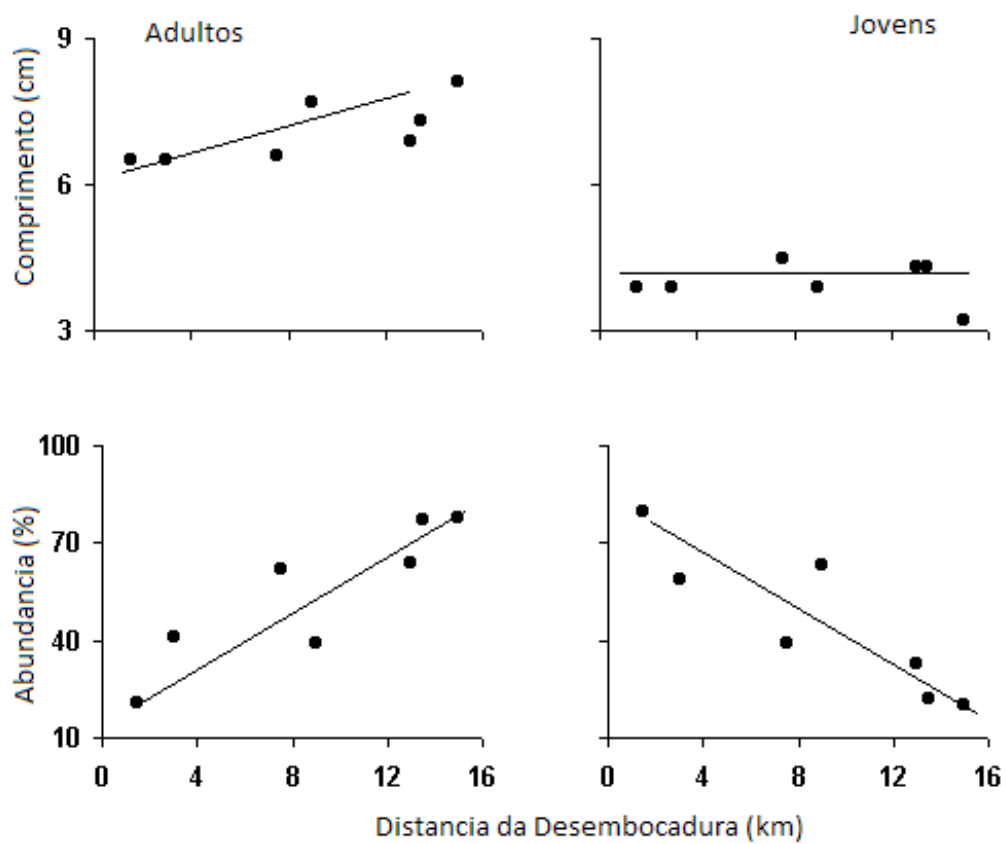 Adultos
Jovens
Comprimento (cm)
9
6
3
Abundancia (%)
100
70
40
10
0 4 8 12 16
0 4 8 12 16
Distancia da Desembocadura (km)